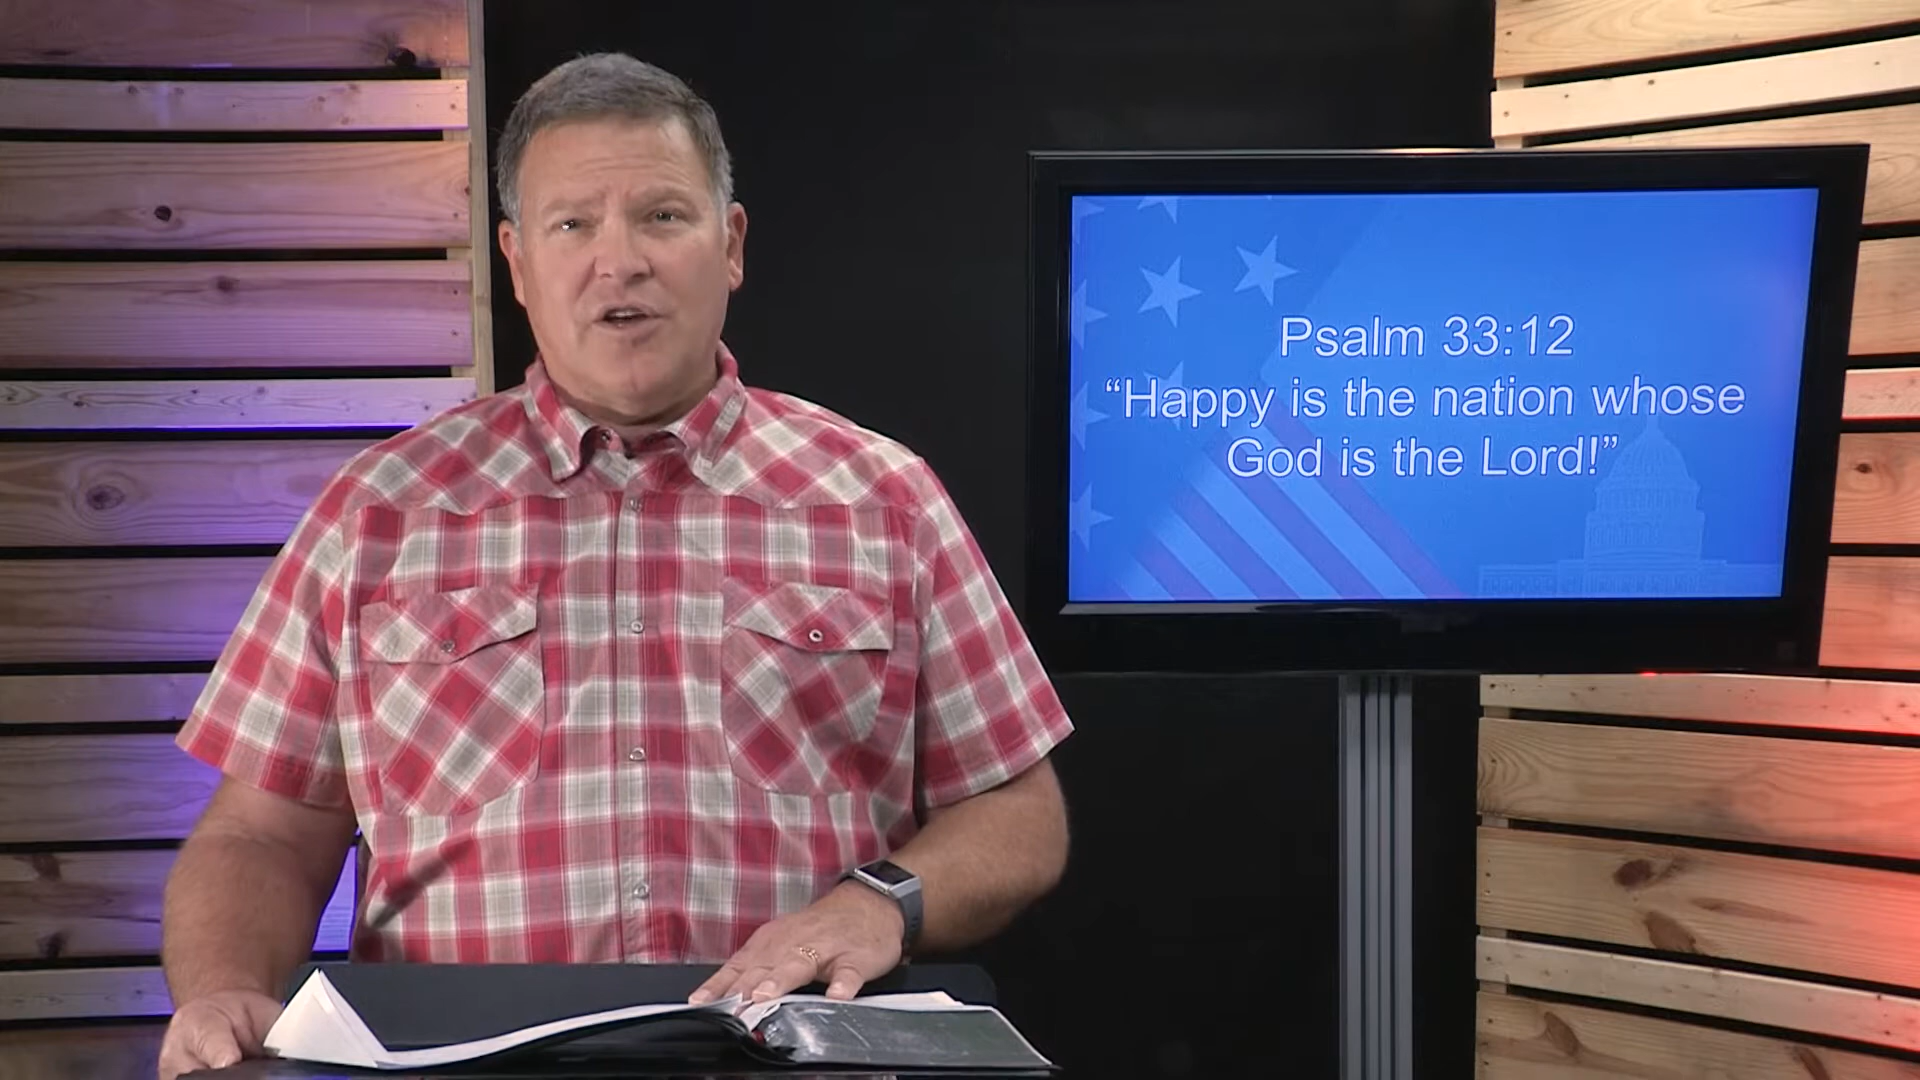 Psalm 33:12
“Happy is the nation whose
God is the Lord!”